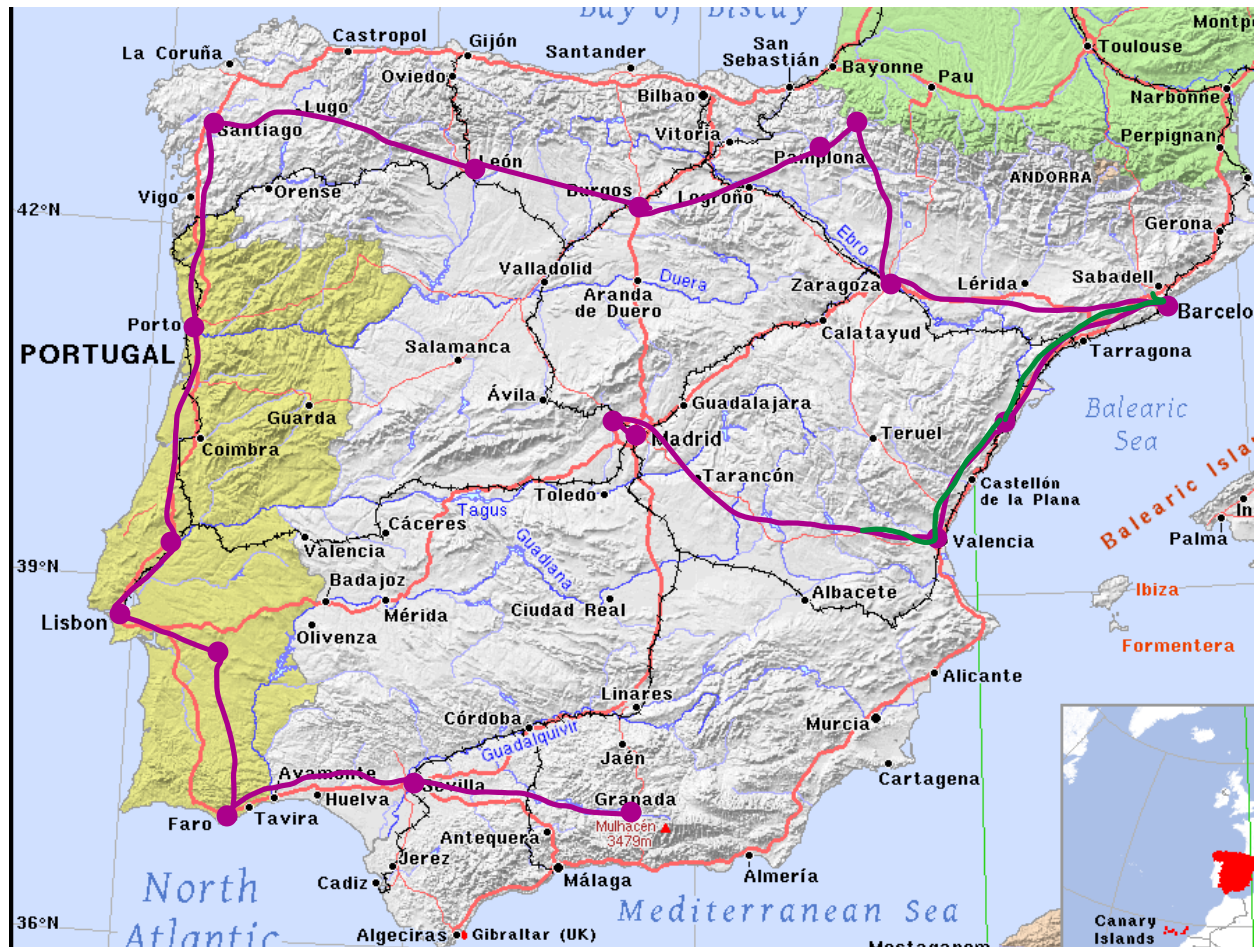 Bay of Biscay
Castropol
Gijón
La Coruña
Santander
San
Sebastián
Bayonne
Toulouse
Montpe
Oviedo
Pau
Bilbao
Narbonne
Lugo
Santiago
Vitoria
Perpignan
Pamplona
León
ANDORRA
Orense
Burgos
Logroño
Vigo
42°N
Gerona
Ebro
Valladolid
Duera
Sabadell
Zaragoza
Lérida
Aranda
de Duero
Barcelo
Porto
Calatayud
PORTUGAL
Tarragona
Salamanca
Ávila
Guadalajara
Guarda
Balearic
Sea
Coimbra
Madrid
Teruel
Tarancón
Castellón
de la Plana
Balearic Isla
Toledo
Tagus
In
Cáceres
Palma
Valencia
Valencia
Guadiana
39°N
Badajoz
Ibiza
Mérida
Ciudad Real
Albacete
Lisbon
Olivenza
Formentera
Alicante
Linares
Córdoba
Murcia
Guadalquivir
Jaén
Ayamonte
Sevilla
Cartagena
Huelva
Granada
Faro
Tavira
Mulhacén
3479m
Antequera
Jerez
Almería
Cadiz
Málaga
North
Atlantic
Mediterranean Sea
36°N
Algeciras
Gibraltar (UK)
Canary
Islands
Mostaganem